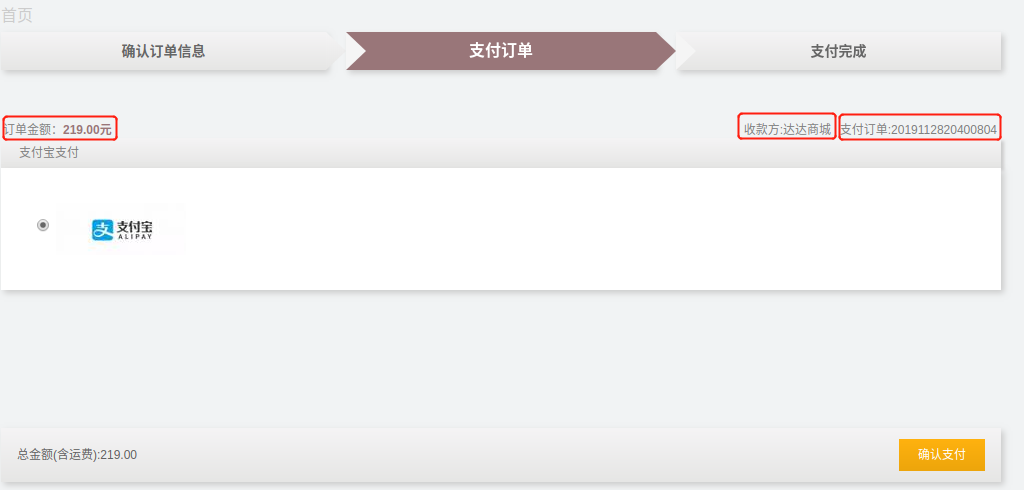 首页
确认订单信息
支付订单
支付完成
订单金额：219.00元
收款方:达达商城
支付订单:2019112820400804
支付宝支付
支付宝
ALIPAY
总金额(含运费):219.00
确认支付